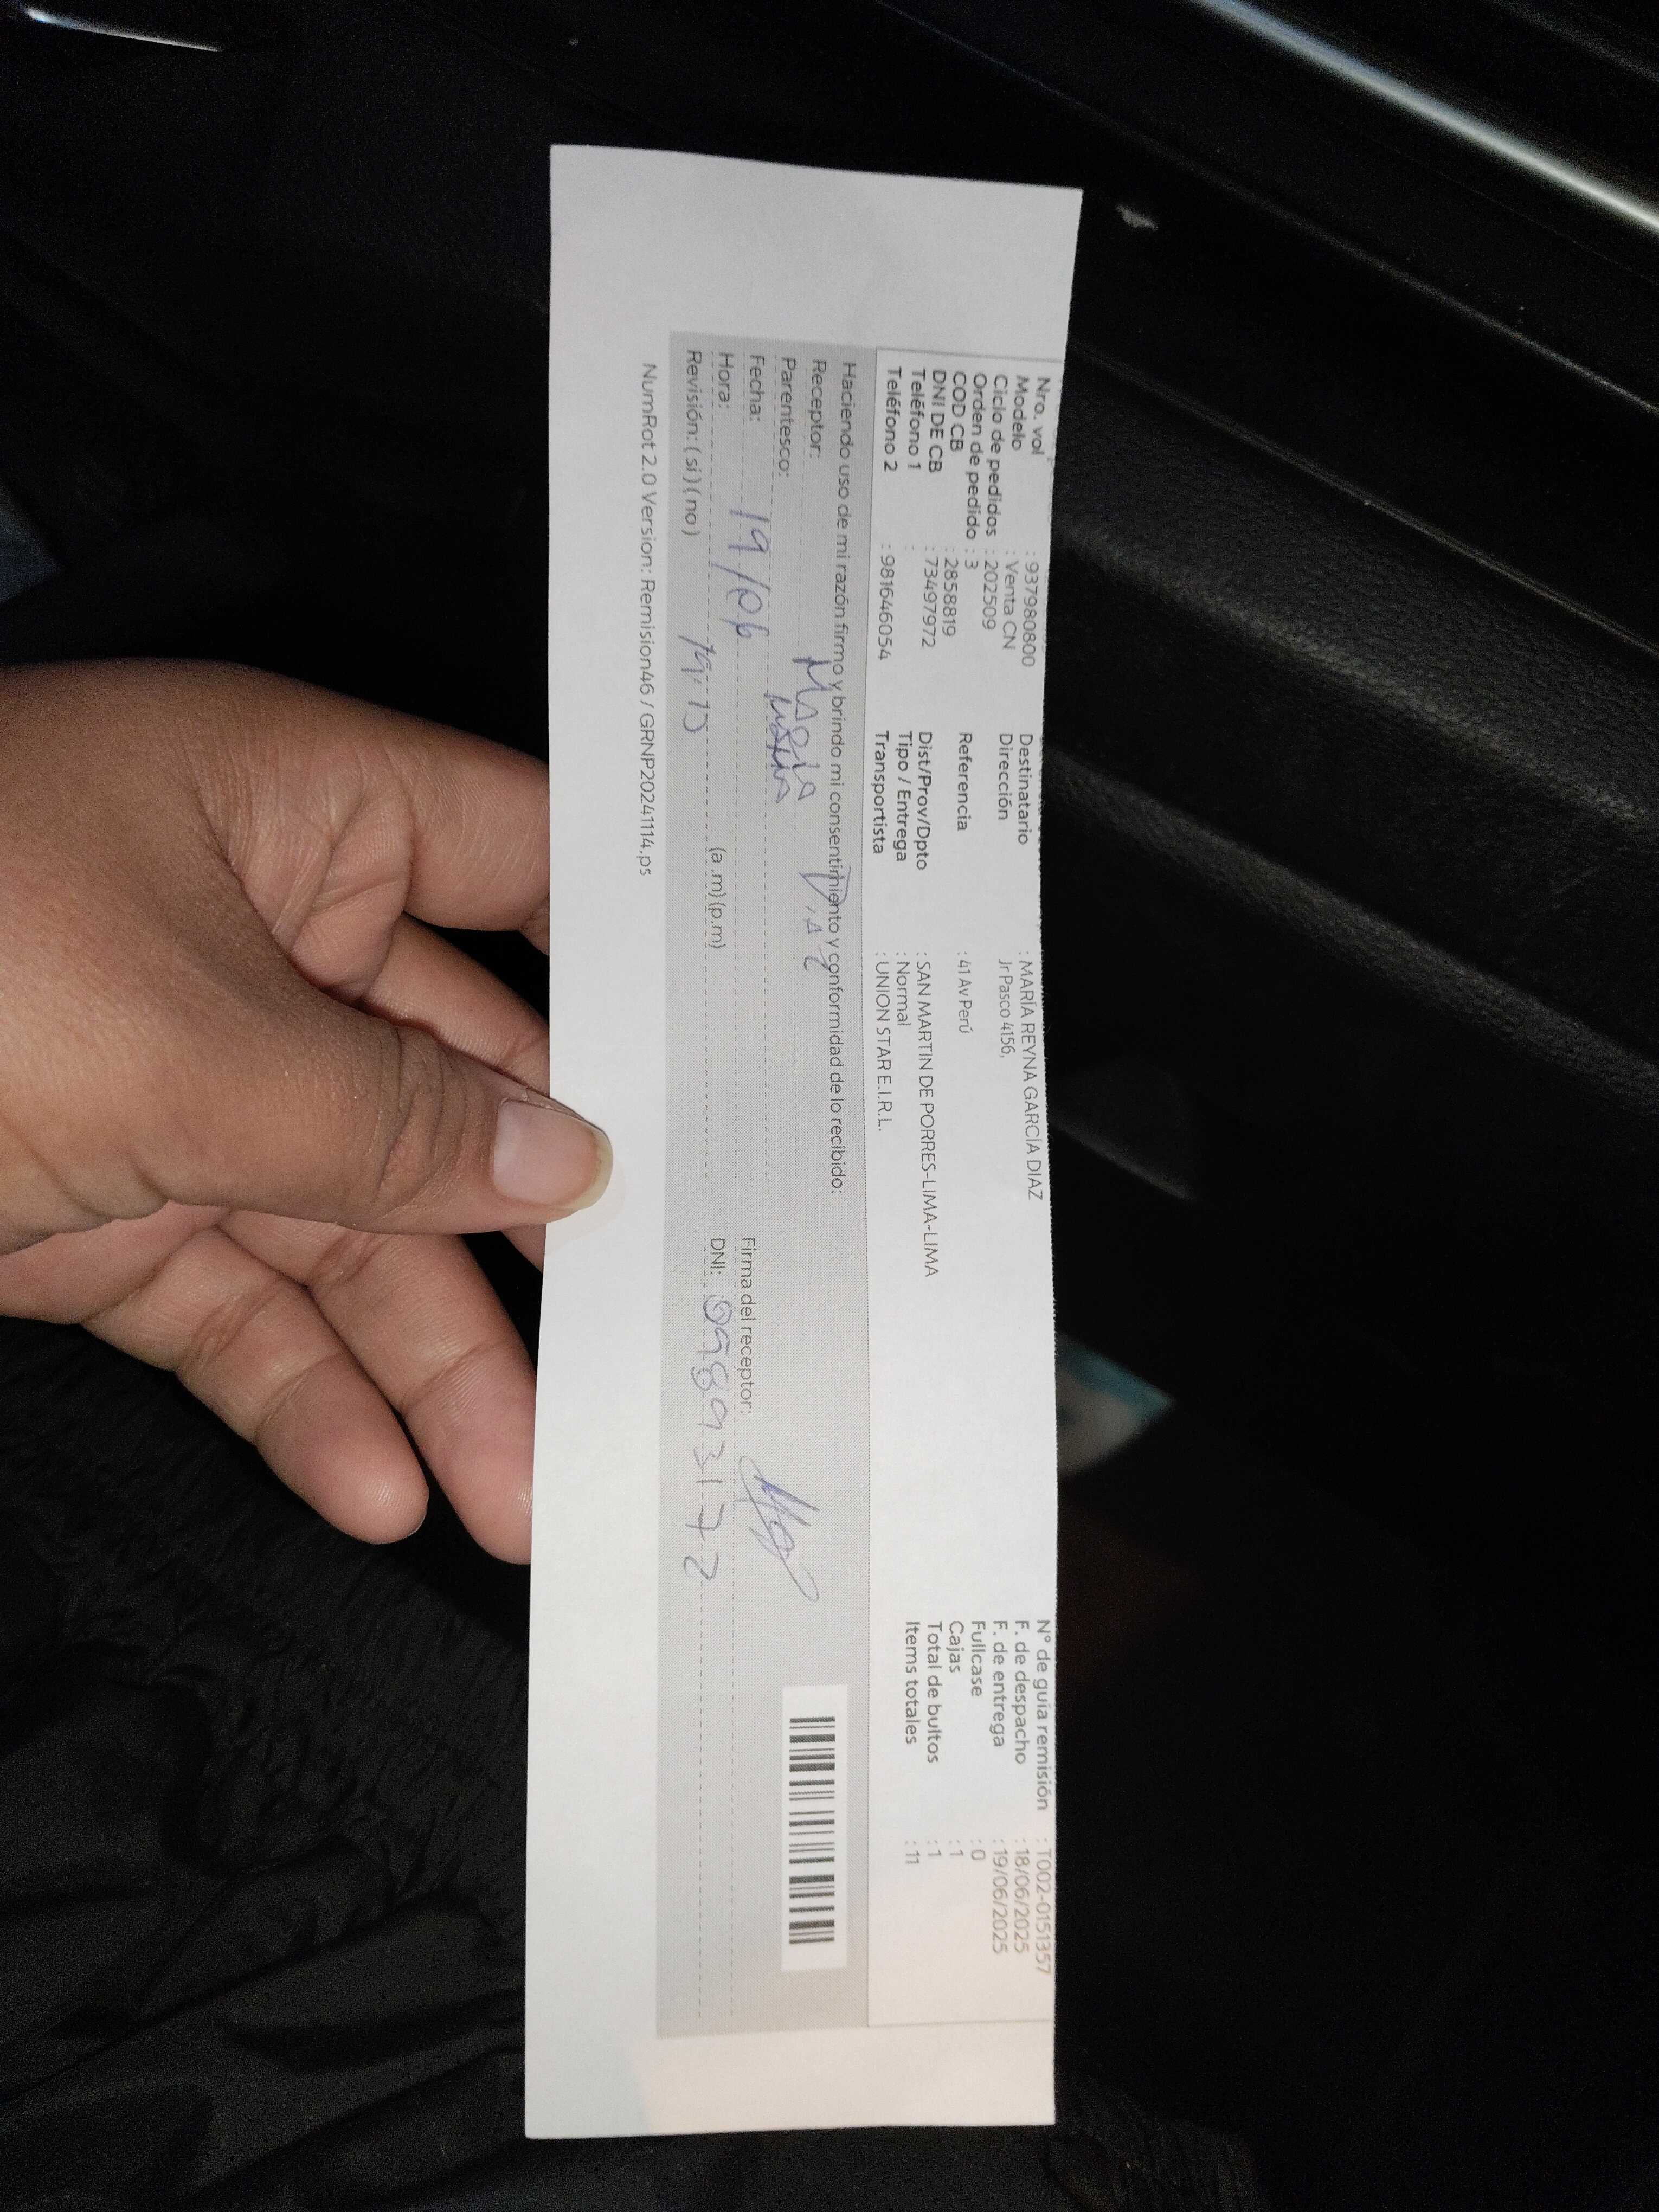 Nro. vol : 937980800
Modelo : Venta CN
Ciclo de pedidos : 202509
Orden de pedido : 3
COD CB : 2858819
DNI DE CB : 73497972
Teléfono 1 :
Teléfono 2 : 981646054
Destinatario : MARÍA REYNA GARCÍA DIAZ
Dirección Jr Pasco 4156,
Referencia : 41 Av Perú
Dist/Prov/Dpto : SAN MARTIN DE PORRES-LIMA-LIMA
Tipo / Entrega : Normal
Transportista : UNION STAR E.I.R.L.
N° de guía remisión : T002-0151357
F. de despacho : 18/06/2025
F. de entrega : 19/06/2025
Fullcase : 0
Cajas : 1
Total de bultos : 1
Items totales : 11
Haciendo uso de mi razón firmo y brindo mi consentimiento y conformidad de lo recibido:
Receptor: Diaz
Parentesco:
Fecha: 19/06
Hora: (a .m) (p.m)
Revisión: ( si ) ( no )
Firma del receptor:
DNI: 099893172
NumRot 2.0 Version: Remision46 / GRNP20241114.ps